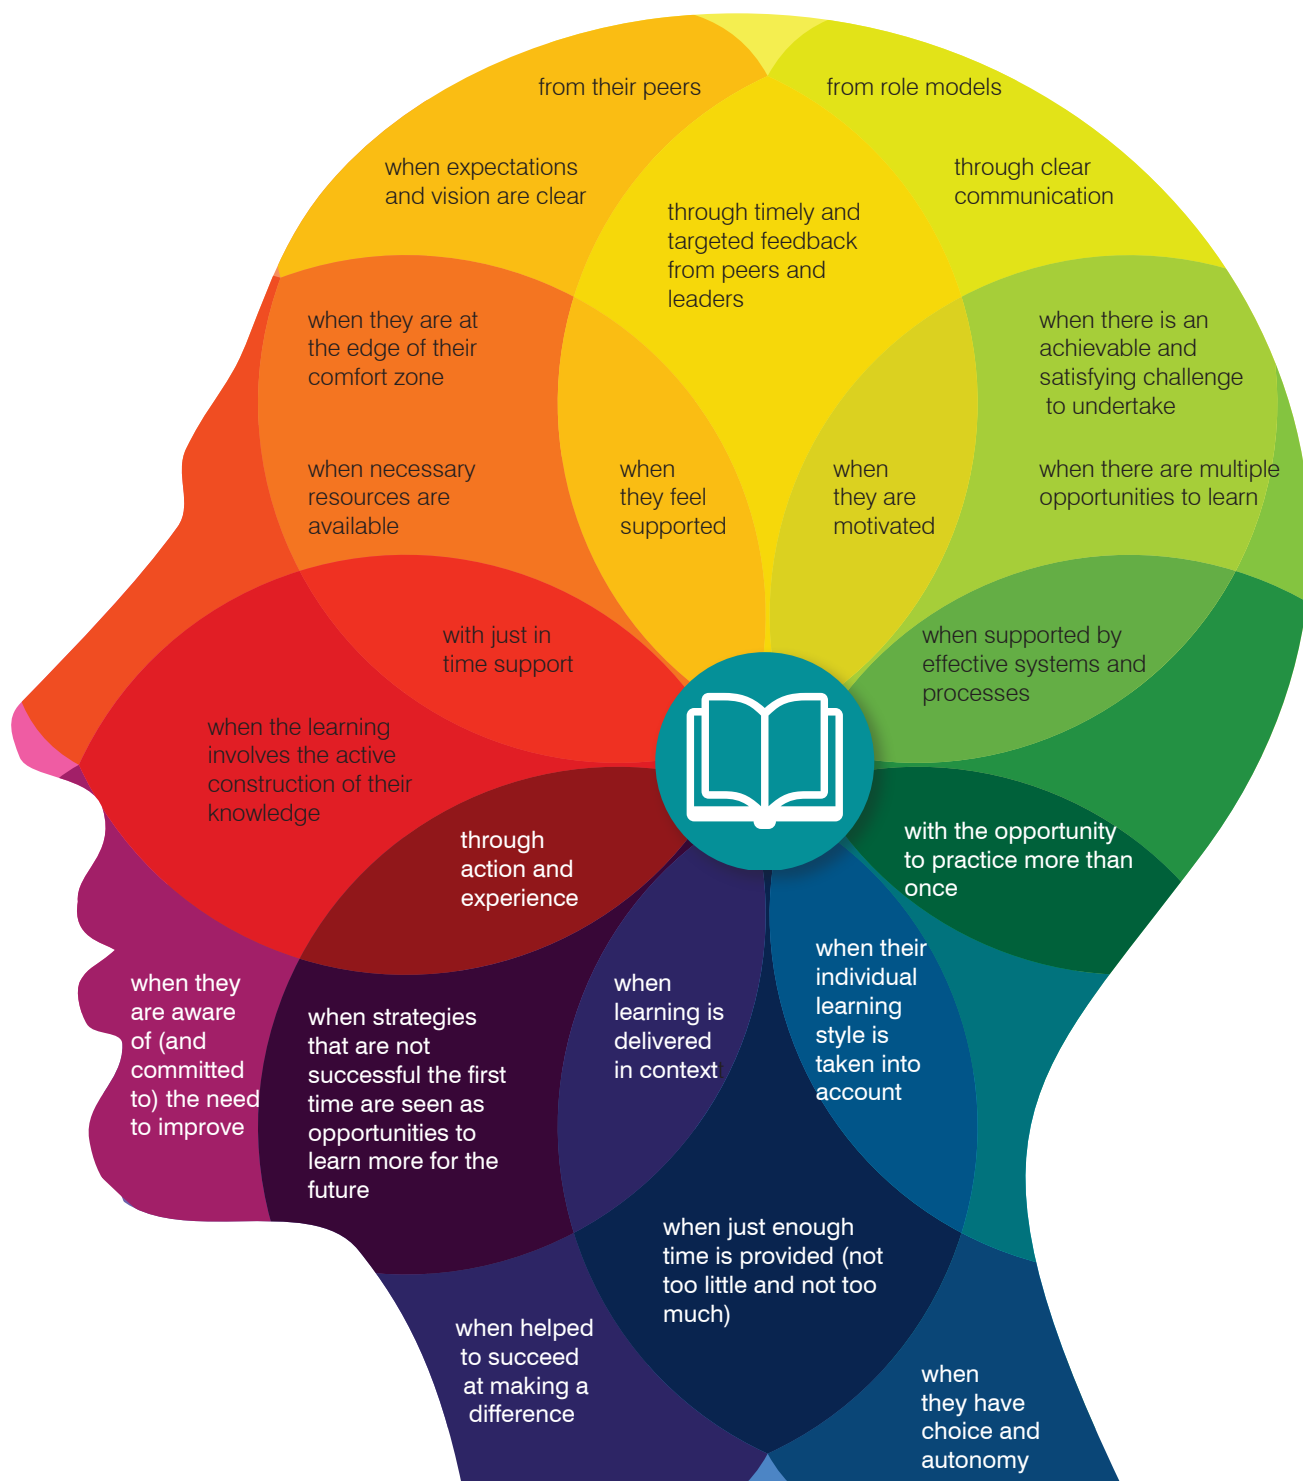 from their peers
from role models
when expectations
and vision are clear
through clear
communication
through timely and
targeted feedback
from peers and
leaders
when they are at
the edge of their
comfort zone
when there is an
achievable and
satisfying challenge
to undertake
when necessary
resources are
available
when
they feel
supported
when
they are
motivated
when there are multiple
opportunities to learn
with just in
time support
when supported by
effective systems and
processes
when the learning
involves the active
construction of their
knowledge
through
action and
experience
with the opportunity
to practice more than
once
when they
are aware
of (and
committed
to) the need
to improve
when strategies
that are not
successful the first
time are seen as
opportunities to
learn more for the
future
when
learning is
delivered
in context
when their
individual
learning
style is
taken into
account
when just enough
time is provided (not
too little and not too
much)
when helped
to succeed
at making a
difference
when
they have
choice and
autonomy